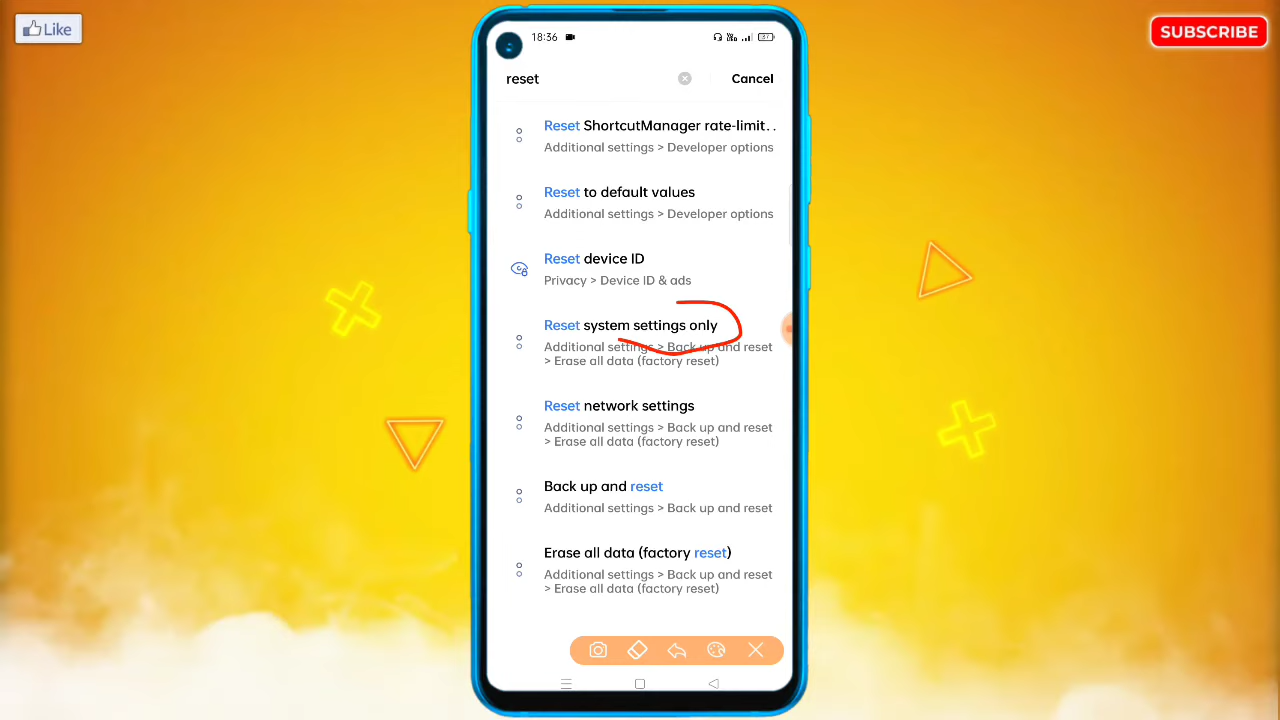 Like
SUBSCRIBE
18:36
37
reset
Cancel
Reset ShortcutManager rate-limit..
Additional settings > Developer options
Reset to default values
Additional settings > Developer options
Reset device ID
Privacy > Device ID & ads
Reset system settings only
Additional settings > Back up and reset
> Erase all data (factory reset)
Reset network settings
Additional settings > Back up and reset
> Erase all data (factory reset)
Back up and reset
Additional settings > Back up and reset
Erase all data (factory reset)
Additional settings > Back up and reset
> Erase all data (factory reset)